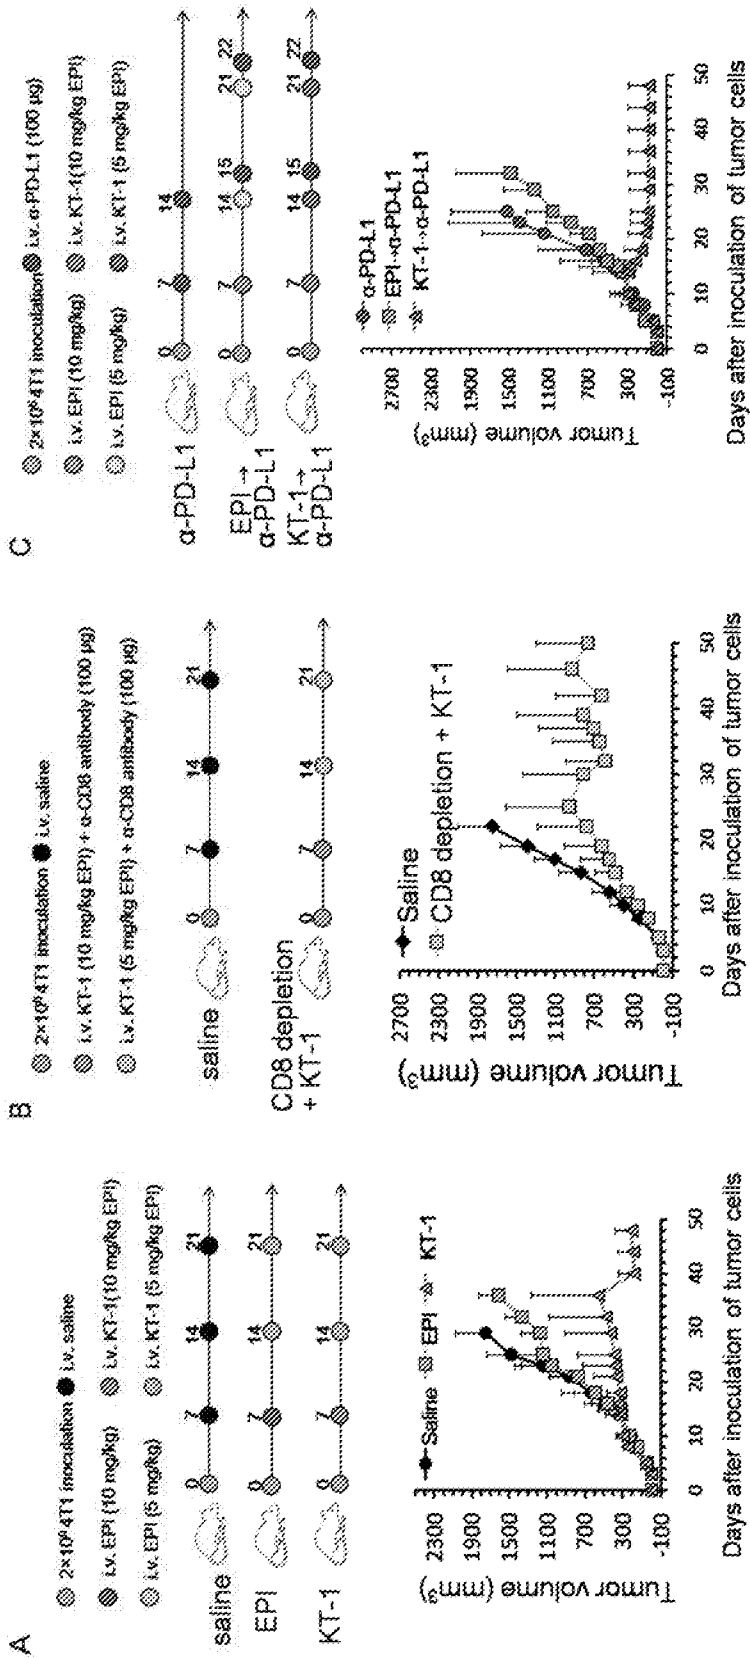 A
2×10⁶ 4T1 inoculation i.v. saline
i.v. EPI (10 mg/kg) i.v. KT-1(10 mg/kg EPI)
i.v. EPI (5 mg/kg) i.v. KT-1 (5 mg/kg EPI)
saline
0 7 14 21
EPI
0 7 14 21
KT-1
0 7 14 21
Saline EPI KT-1
Tumor volume (mm³)
2300
1900
1500
1100
700
300
-100
0 10 20 30 40 50
Days after inoculation of tumor cells
B
2×10⁶ 4T1 inoculation i.v. saline
i.v. KT-1 (10 mg/kg EPI) + α-CD8 antibody (100 μg)
i.v. KT-1 (5 mg/kg EPI) + α-CD8 antibody (100 μg)
saline
0 7 14 21
CD8 depletion
+ KT-1
0 7 14 21
Saline
CD8 depletion + KT-1
Tumor volume (mm³)
2700
2300
1900
1500
1100
700
300
-100
0 10 20 30 40 50
Days after inoculation of tumor cells
C
2×10⁶ 4T1 inoculation i.v. α-PD-L1 (100 μg)
i.v. EPI (10 mg/kg) i.v. KT-1(10 mg/kg EPI)
i.v. EPI (5 mg/kg) i.v. KT-1 (5 mg/kg EPI)
α-PD-L1
0 7 14
EPI→
α-PD-L1
0 7 14 15 21 22
KT-1→
α-PD-L1
0 7 14 15 21 22
α-PD-L1
EPI→α-PD-L1
KT-1→α-PD-L1
Tumor volume (mm³)
2700
2300
1900
1500
1100
700
300
-100
0 10 20 30 40 50
Days after inoculation of tumor cells